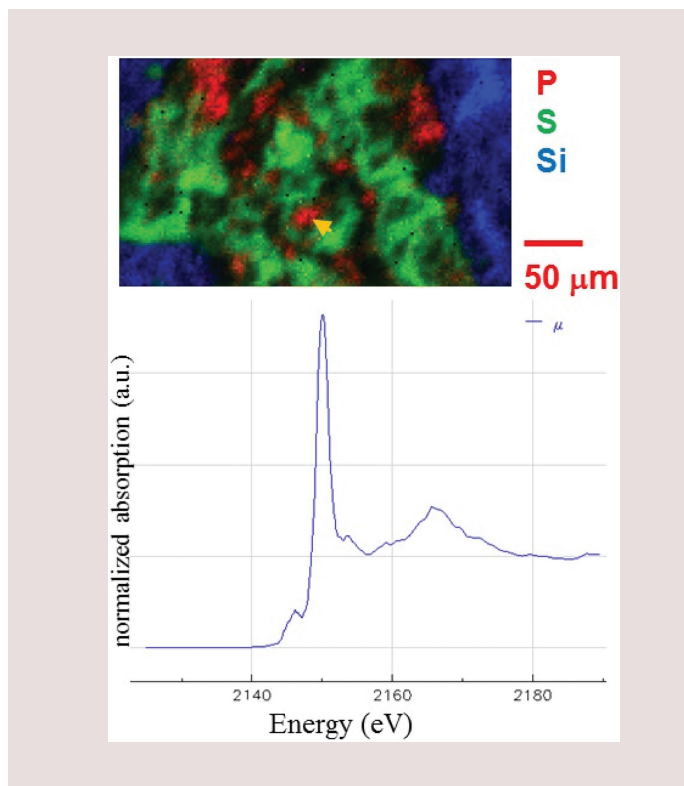 P
S
Si
50 μm
μ
normalized absorption (a.u.)
2140 2160 2180
Energy (eV)